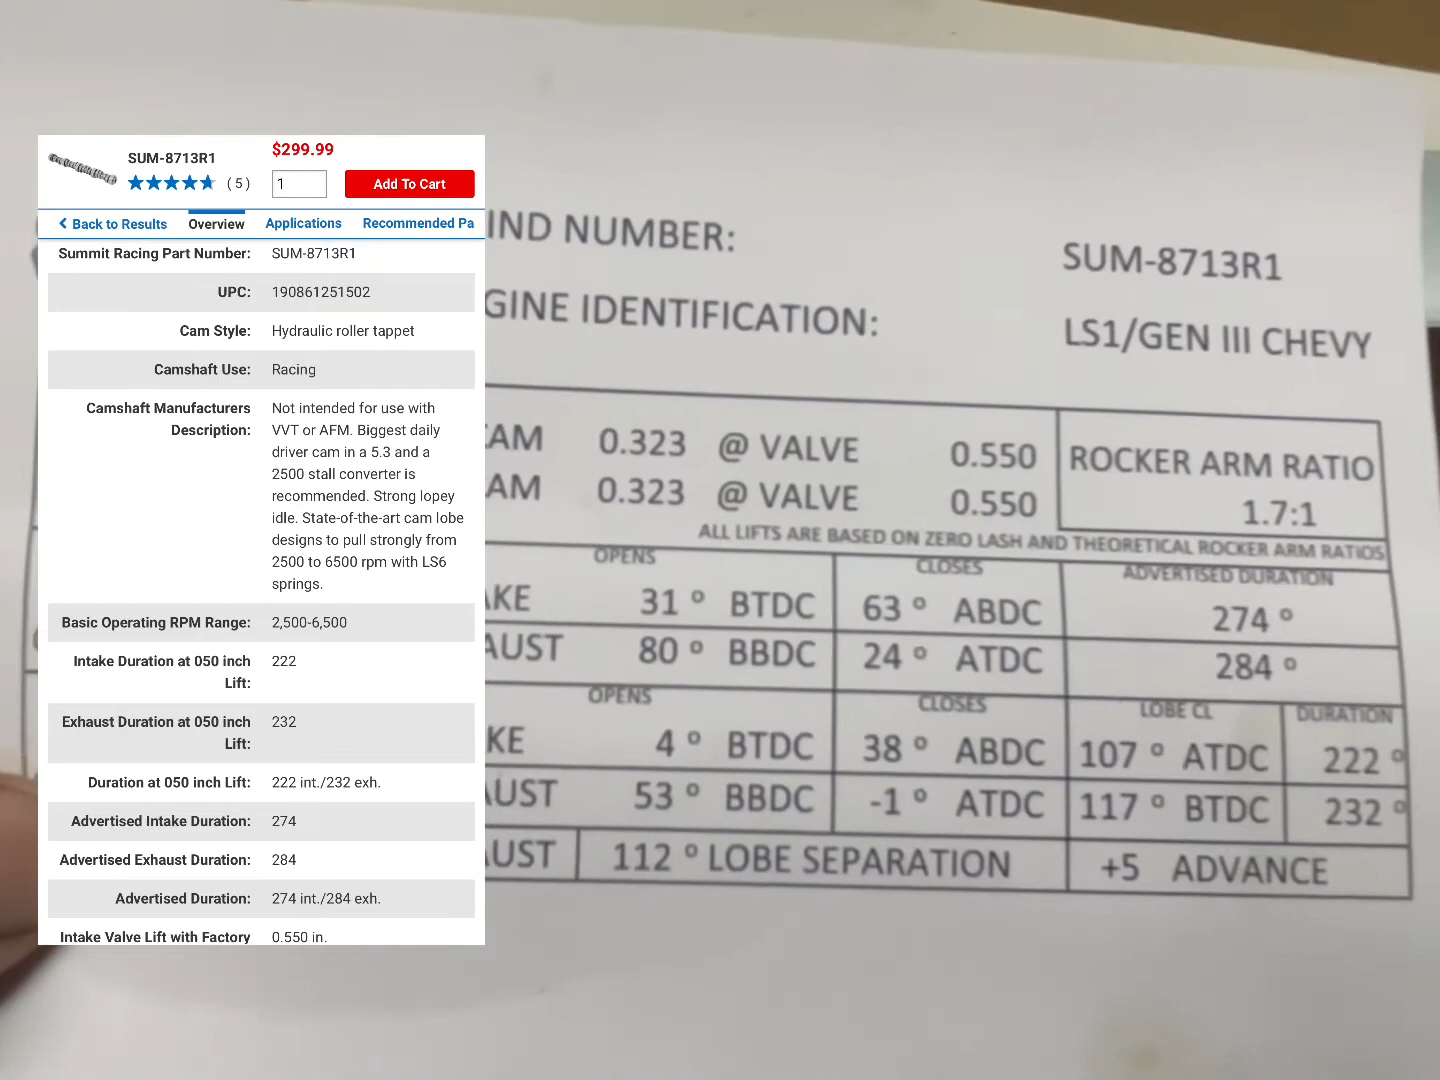 SUM-8713R1
$299.99
( 5 )
1
Add To Cart
Back to Results Overview Applications Recommended Pa
Summit Racing Part Number: SUM-8713R1
UPC: 190861251502
Cam Style: Hydraulic roller tappet
Camshaft Use: Racing
Camshaft Manufacturers Description: Not intended for use with
VVT or AFM. Biggest daily
driver cam in a 5.3 and a
2500 stall converter is
recommended. Strong lopey
idle. State-of-the-art cam lobe
designs to pull strongly from
2500 to 6500 rpm with LS6
springs.
Basic Operating RPM Range: 2,500-6,500
Intake Duration at 050 inch Lift: 222
Exhaust Duration at 050 inch Lift: 232
Duration at 050 inch Lift: 222 int./232 exh.
Advertised Intake Duration: 274
Advertised Exhaust Duration: 284
Advertised Duration: 274 int./284 exh.
Intake Valve Lift with Factory 0.550 in.
IND NUMBER: SUM-8713R1
GINE IDENTIFICATION: LS1/GEN III CHEVY
CAM 0.323 @ VALVE 0.550 ROCKER ARM RATIO
AM 0.323 @ VALVE 0.550 1.7:1
ALL LIFTS ARE BASED ON ZERO LASH AND THEORETICAL ROCKER ARM RATIOS
OPENS CLOSES ADVERTISED DURATION
AKE 31 ° BTDC 63 ° ABDC 274 °
AUST 80 ° BBDC 24 ° ATDC 284 °
OPENS CLOSES LOBE CL DURATION
KE 4 ° BTDC 38 ° ABDC 107 ° ATDC 222 °
AUST 53 ° BBDC -1 ° ATDC 117 ° BTDC 232 °
AUST 112 ° LOBE SEPARATION +5 ADVANCE